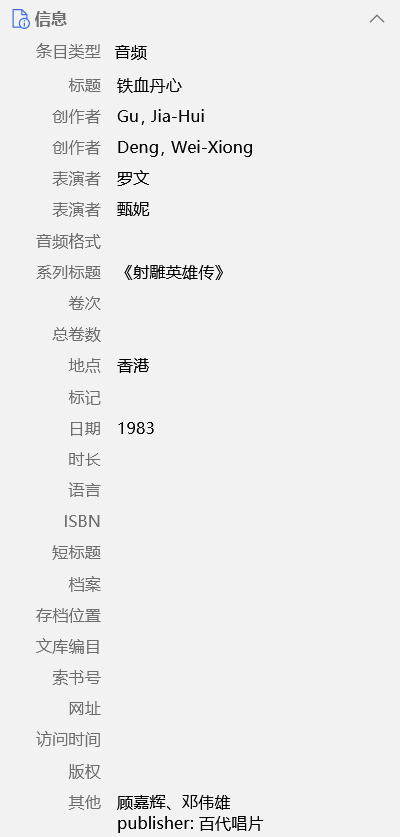 信息
条目类型 音频
标题 铁血丹心
创作者 Gu, Jia-Hui
创作者 Deng, Wei-Xiong
表演者 罗文
表演者 甄妮
音频格式
系列标题 《射雕英雄传》
卷次
总卷数
地点 香港
标记
日期 1983
时长
语言
ISBN
短标题
档案
存档位置
文库编目
索书号
网址
访问时间
版权
其他 顾嘉辉、邓伟雄
publisher: 百代唱片